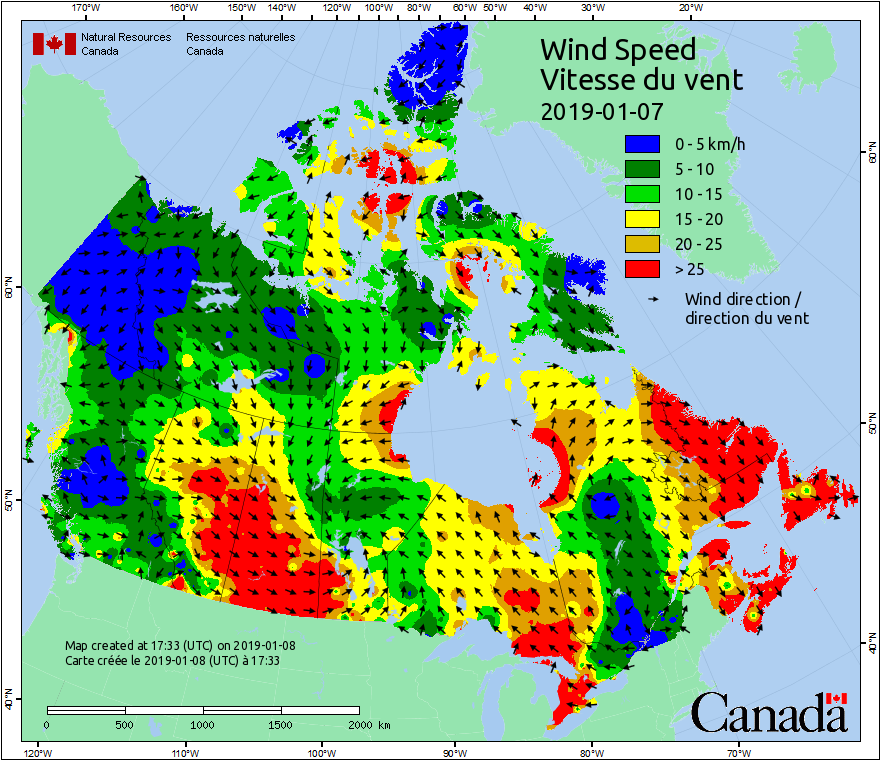 170°W 160°W 150°W 140°W 130°W 120°W 110°W 100°W 90°W 80°W 70°W 60°W 50°W 40°W 30°W 20°W
Natural Resources Ressources naturelles
Canada Canada
Wind Speed
Vitesse du vent
2019-01-07
0 - 5 km/h
5 - 10
10 - 15
15 - 20
20 - 25
> 25
Wind direction /
direction du vent
60°N
60°N
50°N
50°N
40°N
40°N
Map created at 17:33 (UTC) on 2019-01-08
Carte créée le 2019-01-08 (UTC) à 17:33
0 500 1000 1500 2000 km
Canada
120°W 110°W 100°W 90°W 80°W 70°W